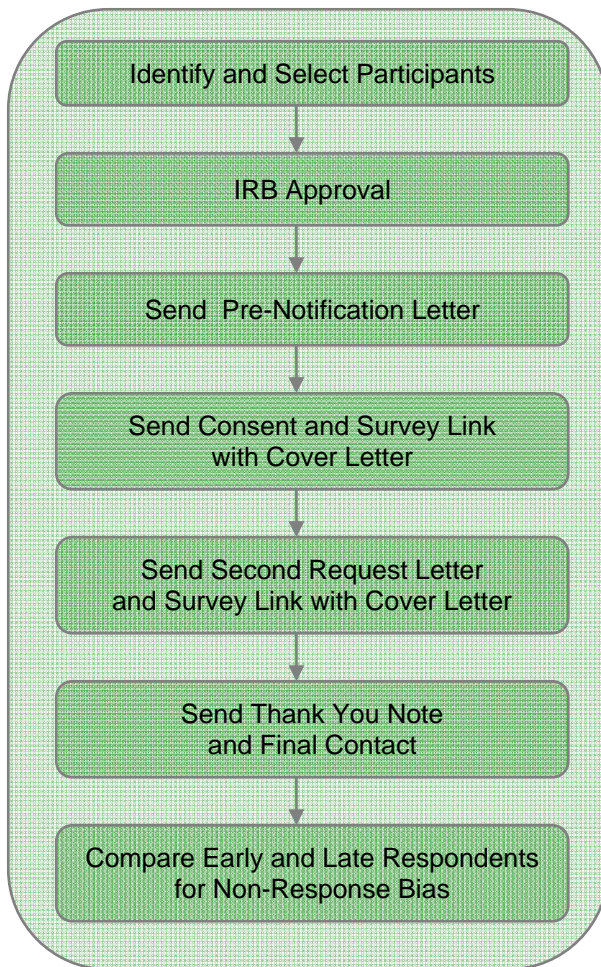 Identify and Select Participants
IRB Approval
Send Pre-Notification Letter
Send Consent and Survey Link
with Cover Letter
Send Second Request Letter
and Survey Link with Cover Letter
Send Thank You Note
and Final Contact
Compare Early and Late Respondents
for Non-Response Bias